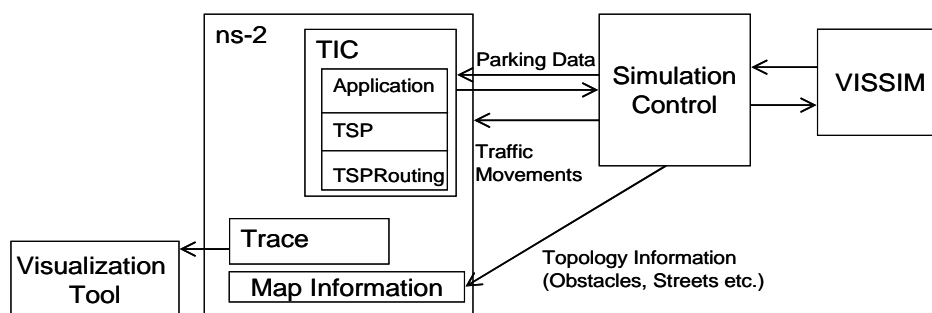 ns-2
TIC
Application
TSP
TSPRouting
Parking Data
Traffic
Movements
Simulation
Control
VISSIM
Trace
Map Information
Visualization
Tool
Topology Information
(Obstacles, Streets etc.)